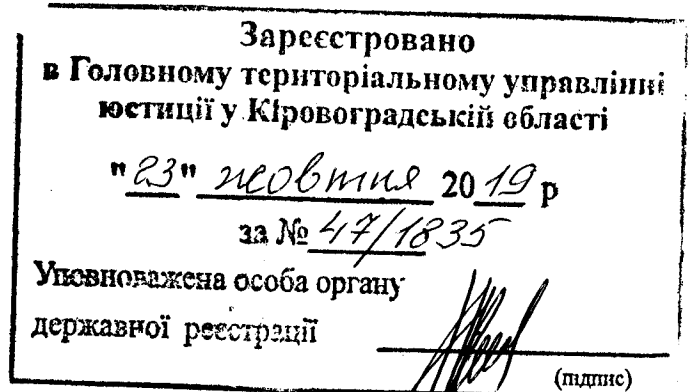 Зареєстровано
в Головному територіальному управлінні
юстиції у Кіровоградській області
"23" жовтня 2019 р
за № 47/1835
Уповноважена особа органу
державної реєстрації
(підпис)